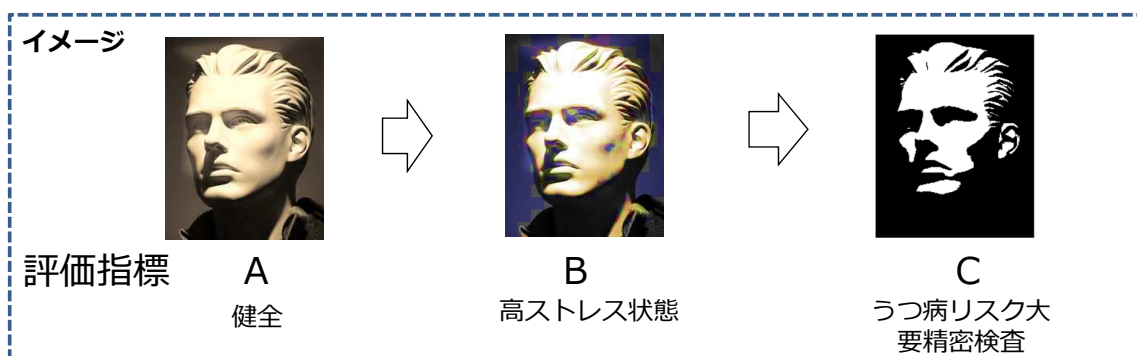 イメージ
評価指標
A
B
C
健全
高ストレス状態
うつ病リスク大
要精密検査